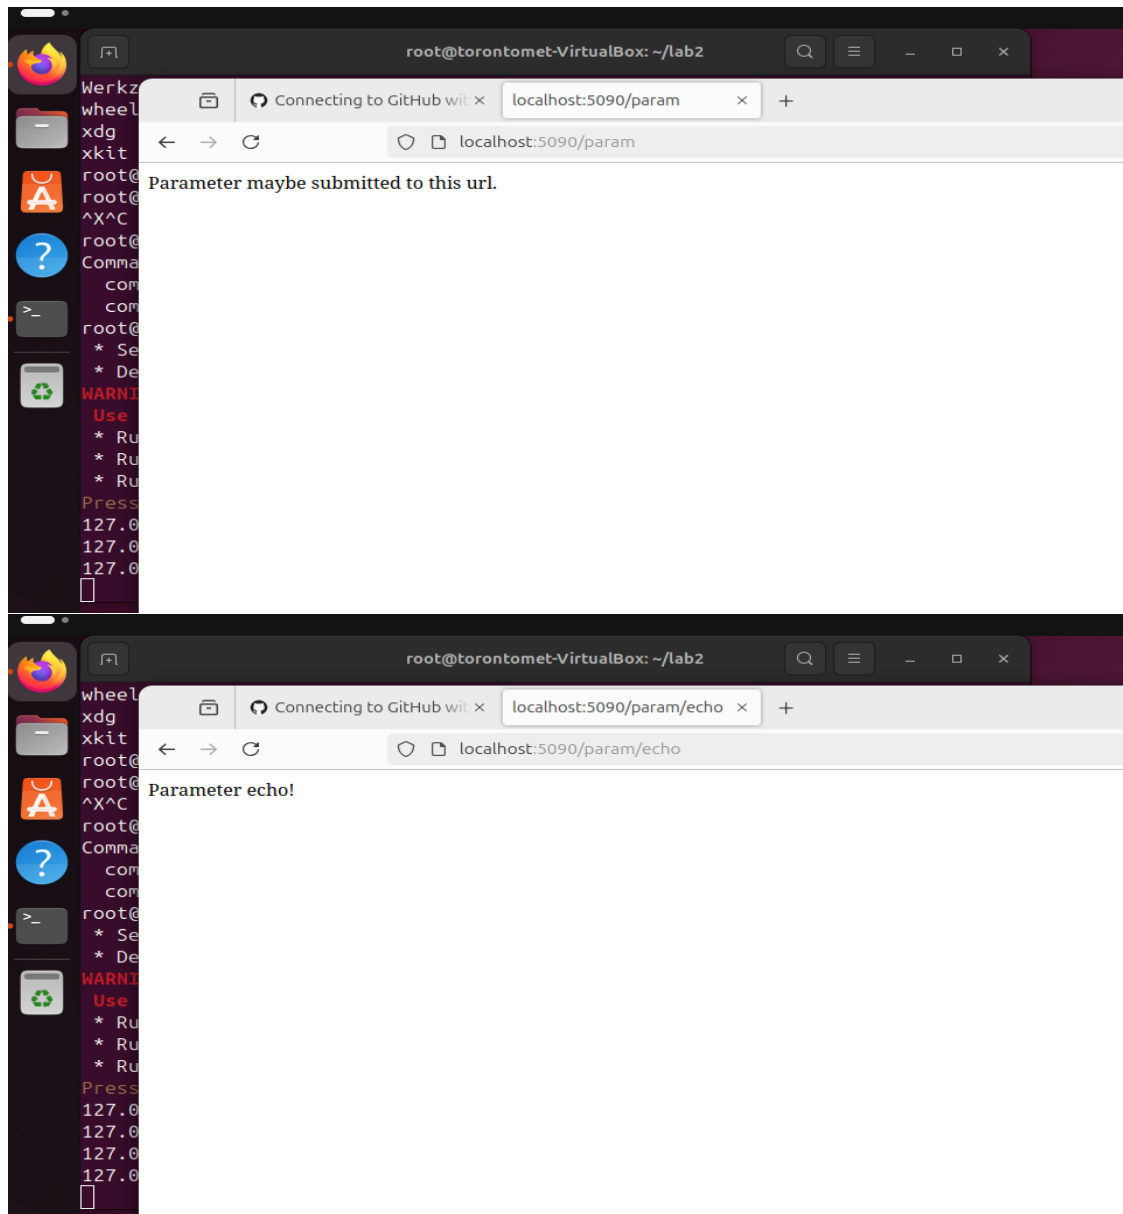 root@torontomet-VirtualBox: ~/lab2
Werkz
wheel
xdg
xkit
root@
root@
^X^C
root@
Comma
com
com
root@
* Se
* De
WARNI
Use
* Ru
* Ru
* Ru
Press
127.0
127.0
127.0
Connecting to GitHub wit
localhost:5090/param
localhost:5090/param
Parameter maybe submitted to this url.
root@torontomet-VirtualBox: ~/lab2
wheel
xdg
xkit
root@
root@
^X^C
root@
Comma
com
com
root@
* Se
* De
WARNI
Use
* Ru
* Ru
* Ru
Press
127.0
127.0
127.0
127.0
Connecting to GitHub wit
localhost:5090/param/echo
localhost:5090/param/echo
Parameter echo!